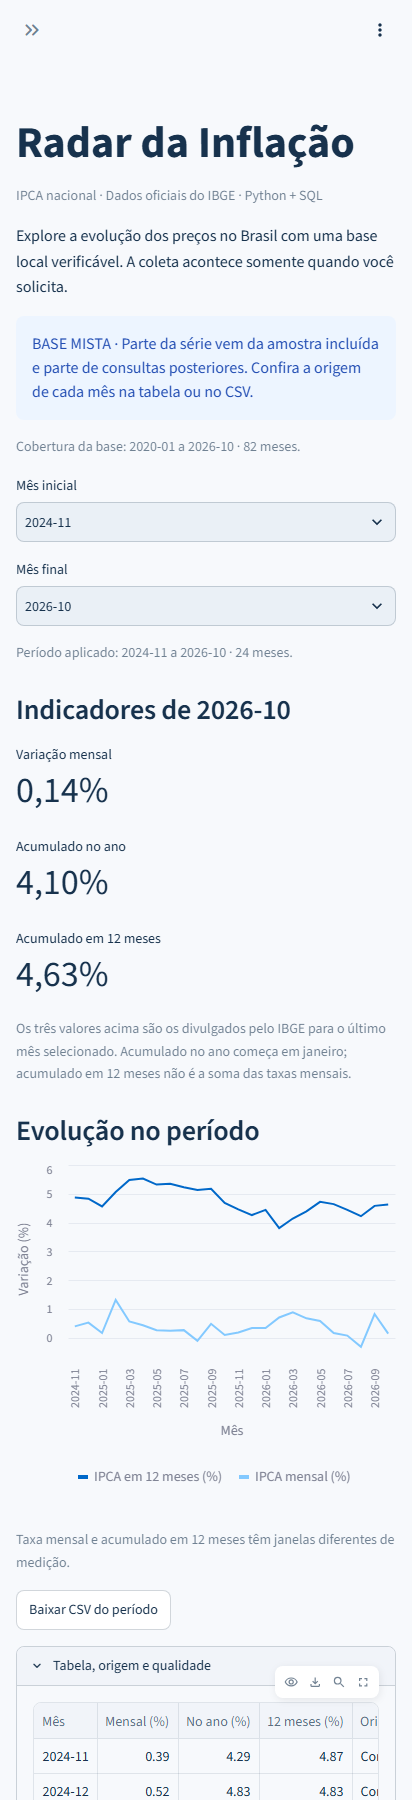 Radar da Inflação
IPCA nacional · Dados oficiais do IBGE · Python + SQL
Explore a evolução dos preços no Brasil com uma base
local verificável. A coleta acontece somente quando você
solicita.
BASE MISTA · Parte da série vem da amostra incluída
e parte de consultas posteriores. Confira a origem
de cada mês na tabela ou no CSV.
Cobertura da base: 2020-01 a 2026-10 · 82 meses.
Mês inicial
2024-11
Mês final
2026-10
Período aplicado: 2024-11 a 2026-10 · 24 meses.
Indicadores de 2026-10
Variação mensal
0,14%
Acumulado no ano
4,10%
Acumulado em 12 meses
4,63%
Os três valores acima são os divulgados pelo IBGE para o último
mês selecionado. Acumulado no ano começa em janeiro;
acumulado em 12 meses não é a soma das taxas mensais.
Evolução no período
6
5
4
3
2
1
0
Variação (%)
2024-11
2025-01
2025-03
2025-05
2025-07
2025-09
2025-11
2026-01
2026-03
2026-05
2026-07
2026-09
Mês
IPCA em 12 meses (%) IPCA mensal (%)
Taxa mensal e acumulado em 12 meses têm janelas diferentes de
medição.
Baixar CSV do período
Tabela, origem e qualidade
Mês Mensal (%) No ano (%) 12 meses (%) Ori
2024-11 0.39 4.29 4.87
2024-12 0.52 4.83 4.83